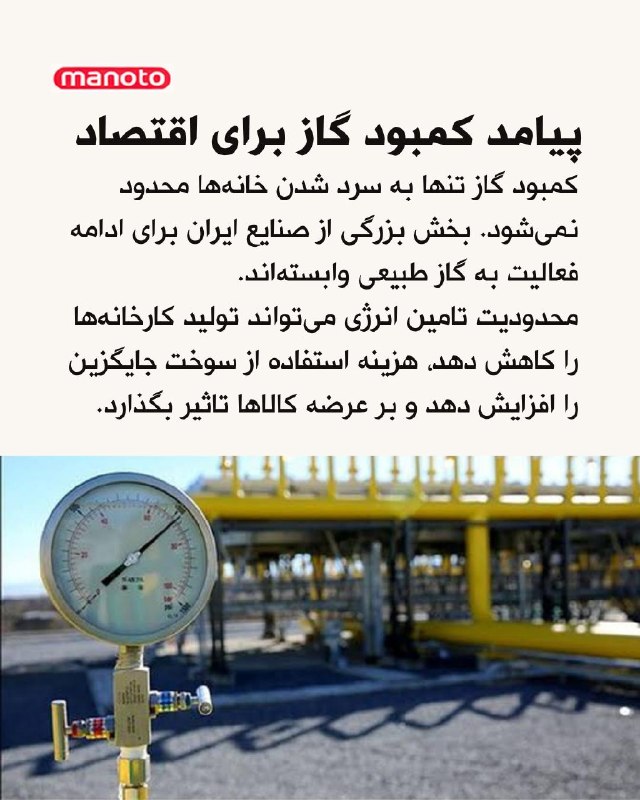 manoto
پیامد کمبود گاز برای اقتصاد
کمبود گاز تنها به سرد شدن خانه‌ها محدود
نمی‌شود. بخش بزرگی از صنایع ایران برای ادامه
فعالیت به گاز طبیعی وابسته‌اند.
محدودیت تامین انرژی می‌تواند تولید کارخانه‌ها
را کاهش دهد، هزینه استفاده از سوخت جایگزین
را افزایش دهد و بر عرضه کالاها تاثیر بگذارد.